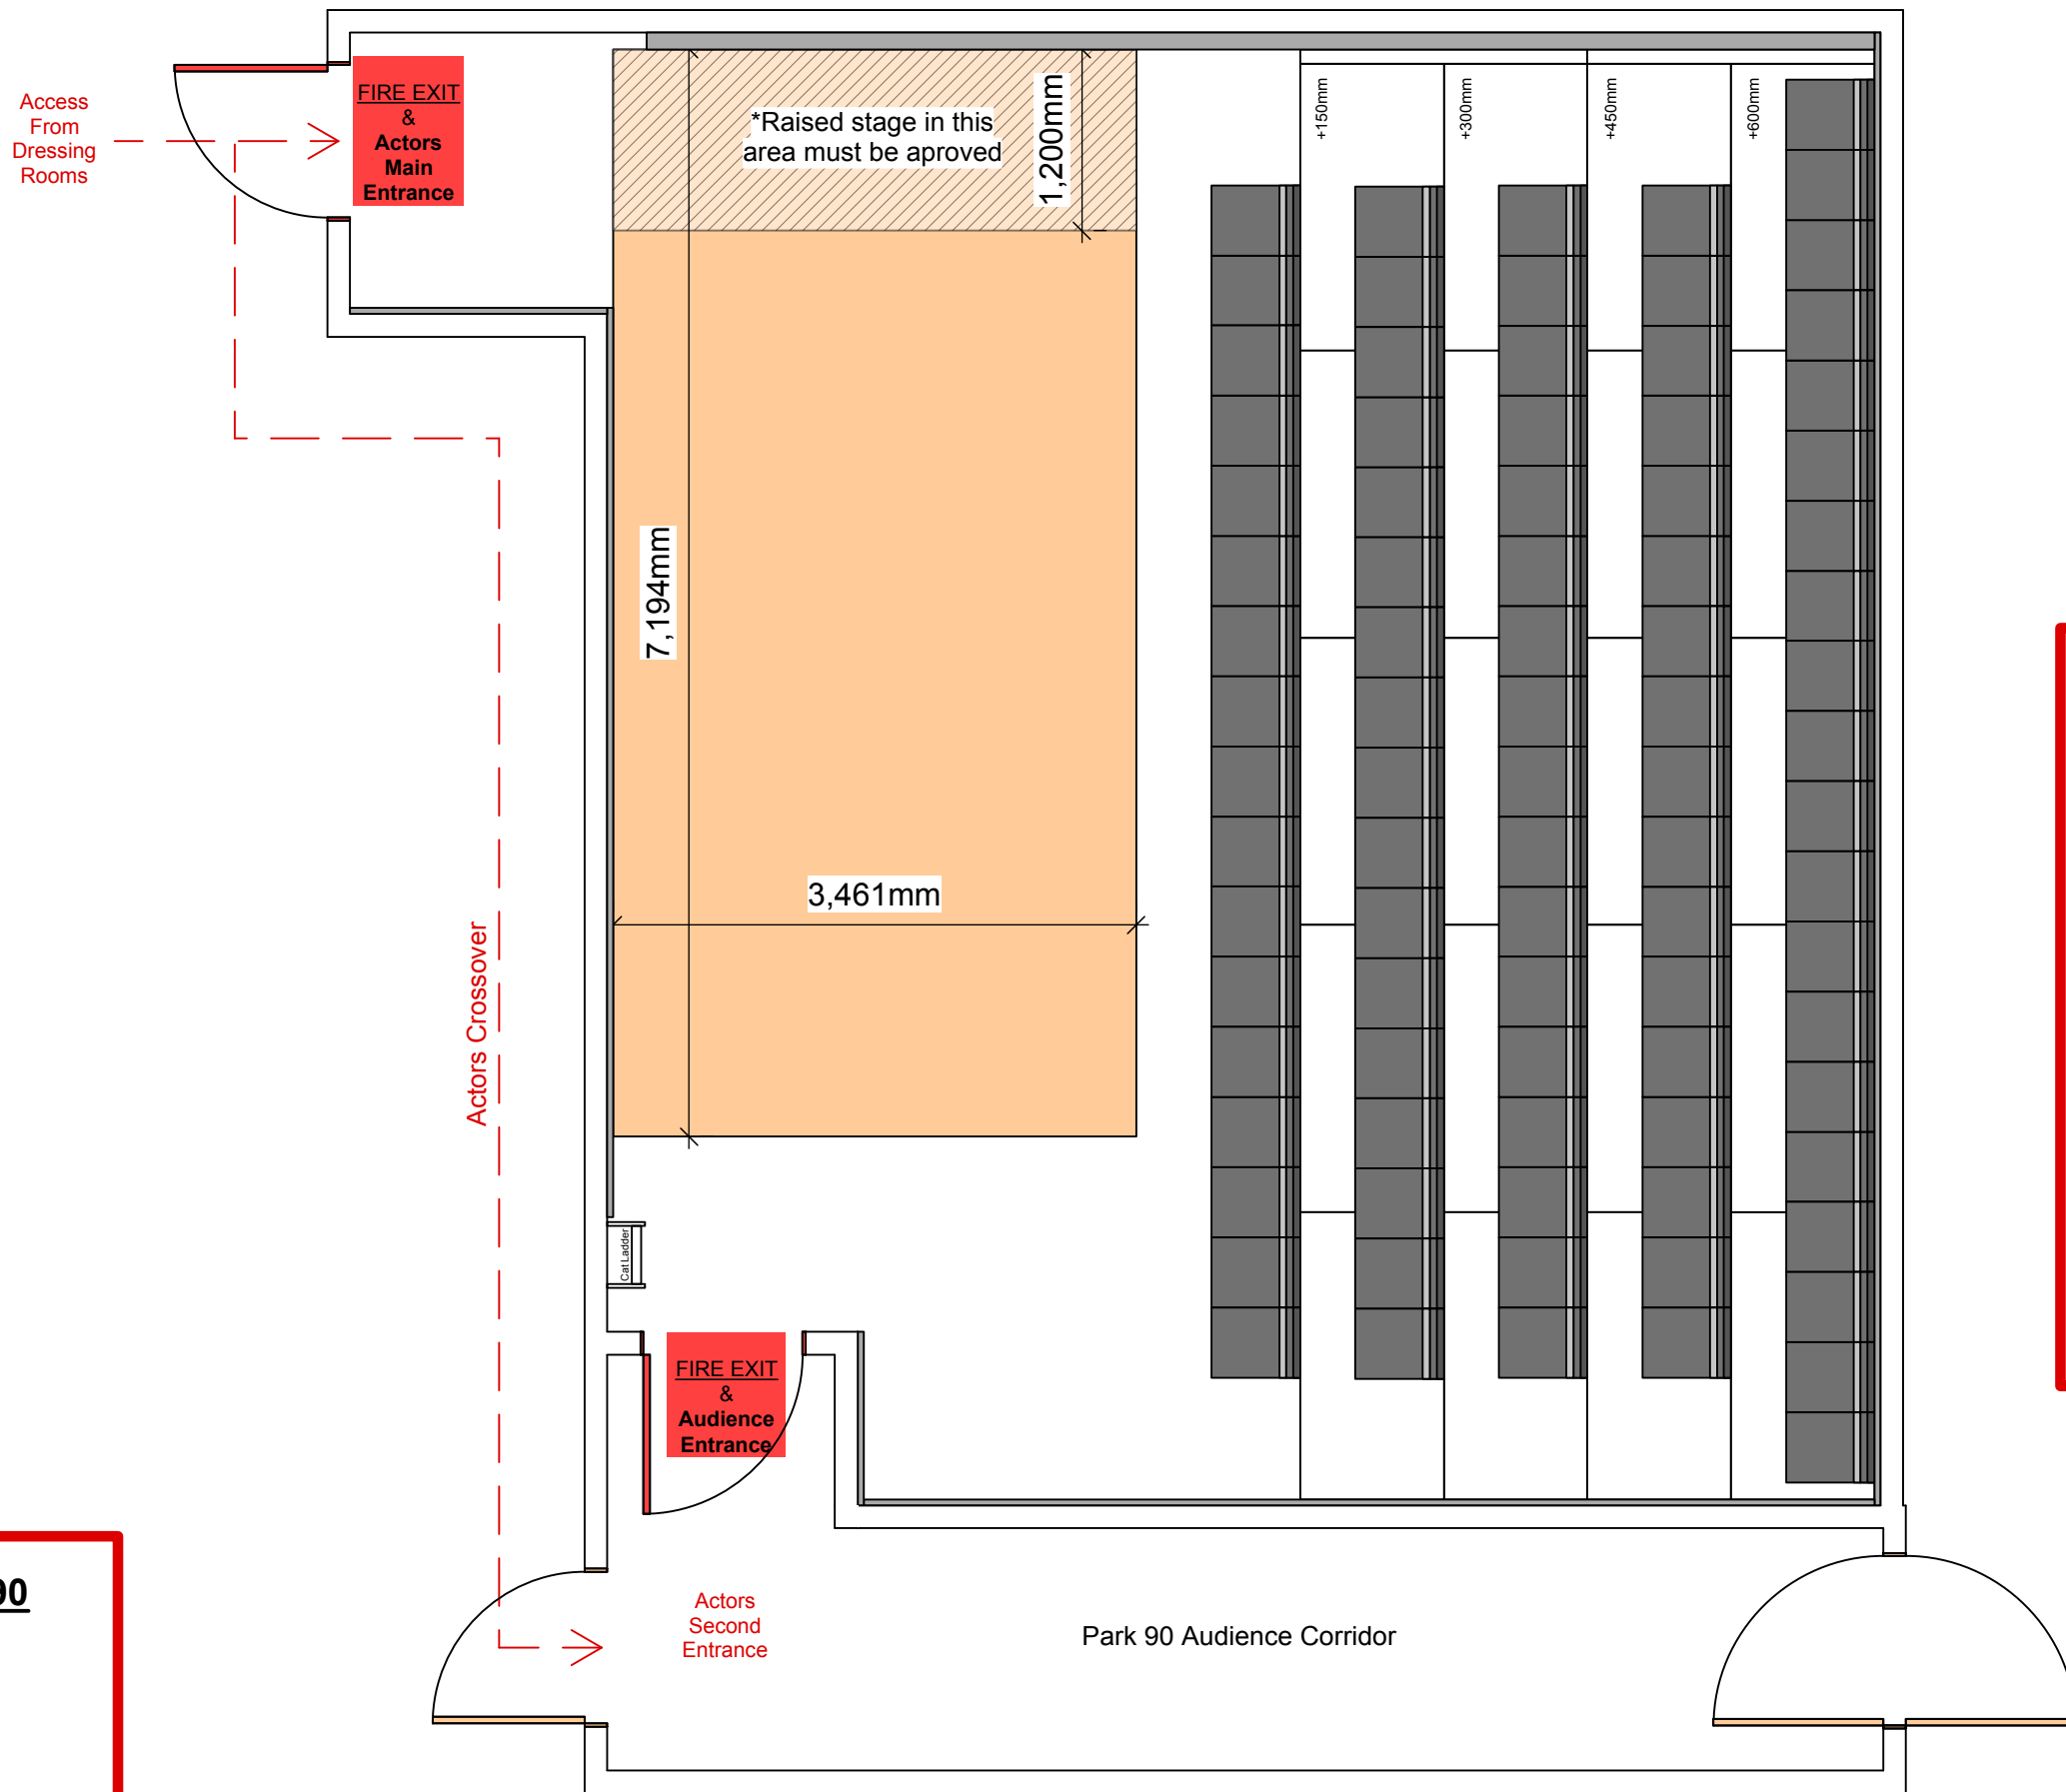 Access
From
Dressing
Rooms
FIRE EXIT
&
Actors
Main
Entrance
*Raised stage in this
area must be aproved
1,200mm
+150mm
+300mm
+450mm
+600mm
7,194mm
3,461mm
Actors Crossover
Cat Ladder
FIRE EXIT
&
Audience
Entrance
90
Actors
Second
Entrance
Park 90 Audience Corridor